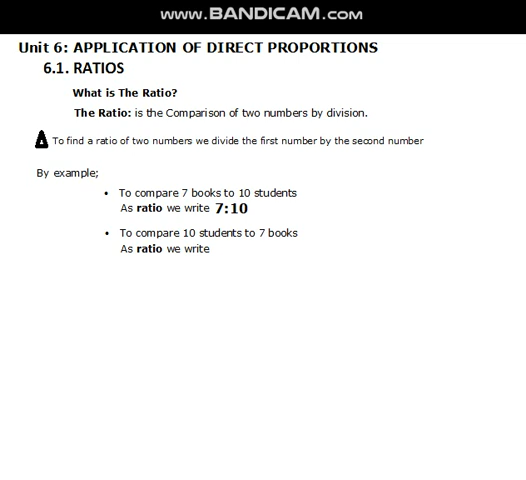 www.BANDICAM.com
Unit 6: APPLICATION OF DIRECT PROPORTIONS
6.1. RATIOS
What is The Ratio?
The Ratio: is the Comparison of two numbers by division.
To find a ratio of two numbers we divide the first number by the second number
By example;
• To compare 7 books to 10 students
As ratio we write 7:10
• To compare 10 students to 7 books
As ratio we write